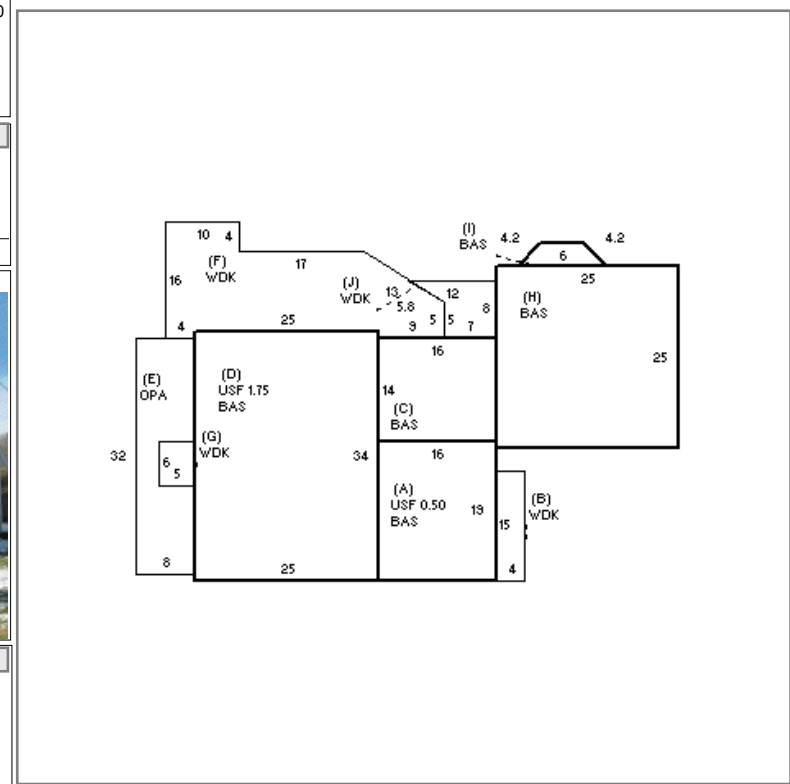 0
(I)
BAS
4.2
4.2
6
25
10 4
(F)
WDK
17
16
(J)
WDK
13
5.8
12
8
(H)
BAS
4
25
9
5
5
7
16
25
(E)
OPA
(D)
USF 1.75
BAS
14
(C)
BAS
(G)
WDK
32
6
5
34
16
(A)
USF 0.50
BAS
19
15
(B)
WDK
8
25
4